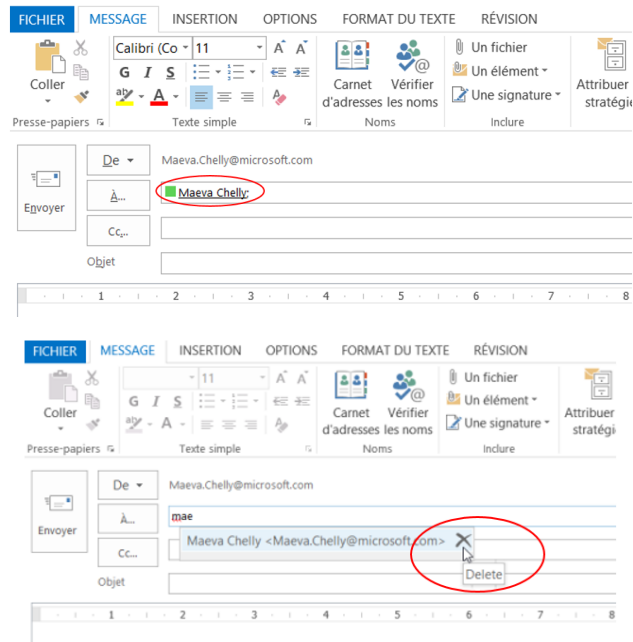 FICHIER MESSAGE INSERTION OPTIONS FORMAT DU TEXTE RÉVISION
Calibri (Co 11 A A Un fichier
Un élément
Coller G I S Carnet Vérifier Attribuer
d'adresses les noms Une signature stratégi
ab A
Presse-papiers Texte simple Noms Inclure
De Maeva.Chelly@microsoft.com
À... Maeva Chelly;
Envoyer
Cc...
Objet
1 2 3 4 5 6 7 8
FICHIER MESSAGE INSERTION OPTIONS FORMAT DU TEXTE RÉVISION
11 A A Un fichier
Un élément
Coller G I S Carnet Vérifier Attribuer
d'adresses les noms Une signature stratégi
ab A
Presse-papiers Texte simple Noms Inclure
De Maeva.Chelly@microsoft.com
À... mae
Envoyer
Maeva Chelly <Maeva.Chelly@microsoft.com>
Cc...
Delete
Objet
1 2 3 4 5 6 7 8